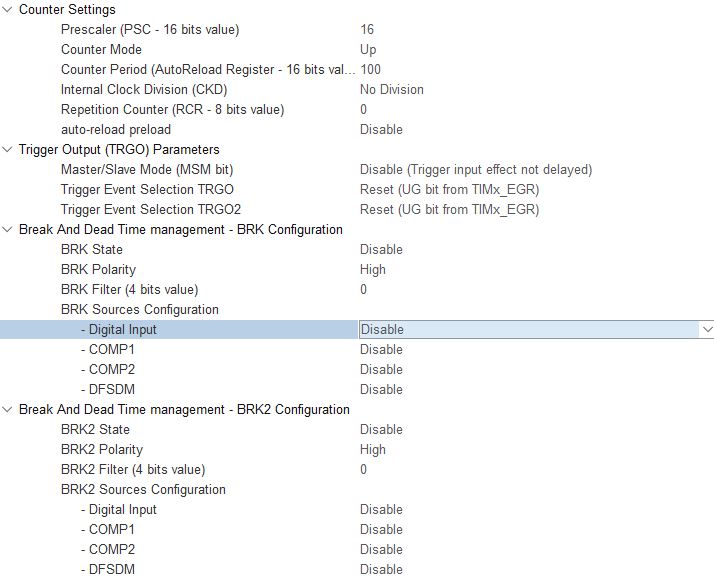 Counter Settings
Prescaler (PSC - 16 bits value) 16
Counter Mode Up
Counter Period (AutoReload Register - 16 bits val... 100
Internal Clock Division (CKD) No Division
Repetition Counter (RCR - 8 bits value) 0
auto-reload preload Disable
Trigger Output (TRGO) Parameters
Master/Slave Mode (MSM bit) Disable (Trigger input effect not delayed)
Trigger Event Selection TRGO Reset (UG bit from TIMx_EGR)
Trigger Event Selection TRGO2 Reset (UG bit from TIMx_EGR)
Break And Dead Time management - BRK Configuration
BRK State Disable
BRK Polarity High
BRK Filter (4 bits value) 0
BRK Sources Configuration
- Digital Input Disable
- COMP1 Disable
- COMP2 Disable
- DFSDM Disable
Break And Dead Time management - BRK2 Configuration
BRK2 State Disable
BRK2 Polarity High
BRK2 Filter (4 bits value) 0
BRK2 Sources Configuration
- Digital Input Disable
- COMP1 Disable
- COMP2 Disable
- DFSDM Disable